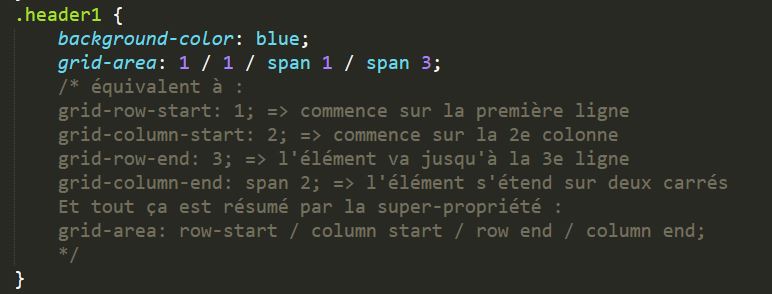 .header1 {
background-color: blue;
grid-area: 1 / 1 / span 1 / span 3;
/* équivalent à :
grid-row-start: 1; => commence sur la première ligne
grid-column-start: 2; => commence sur la 2e colonne
grid-row-end: 3; => l'élément va jusqu'à la 3e ligne
grid-column-end: span 2; => l'élément s'étend sur deux carrés
Et tout ça est résumé par la super-propriété :
grid-area: row-start / column start / row end / column end;
*/
}